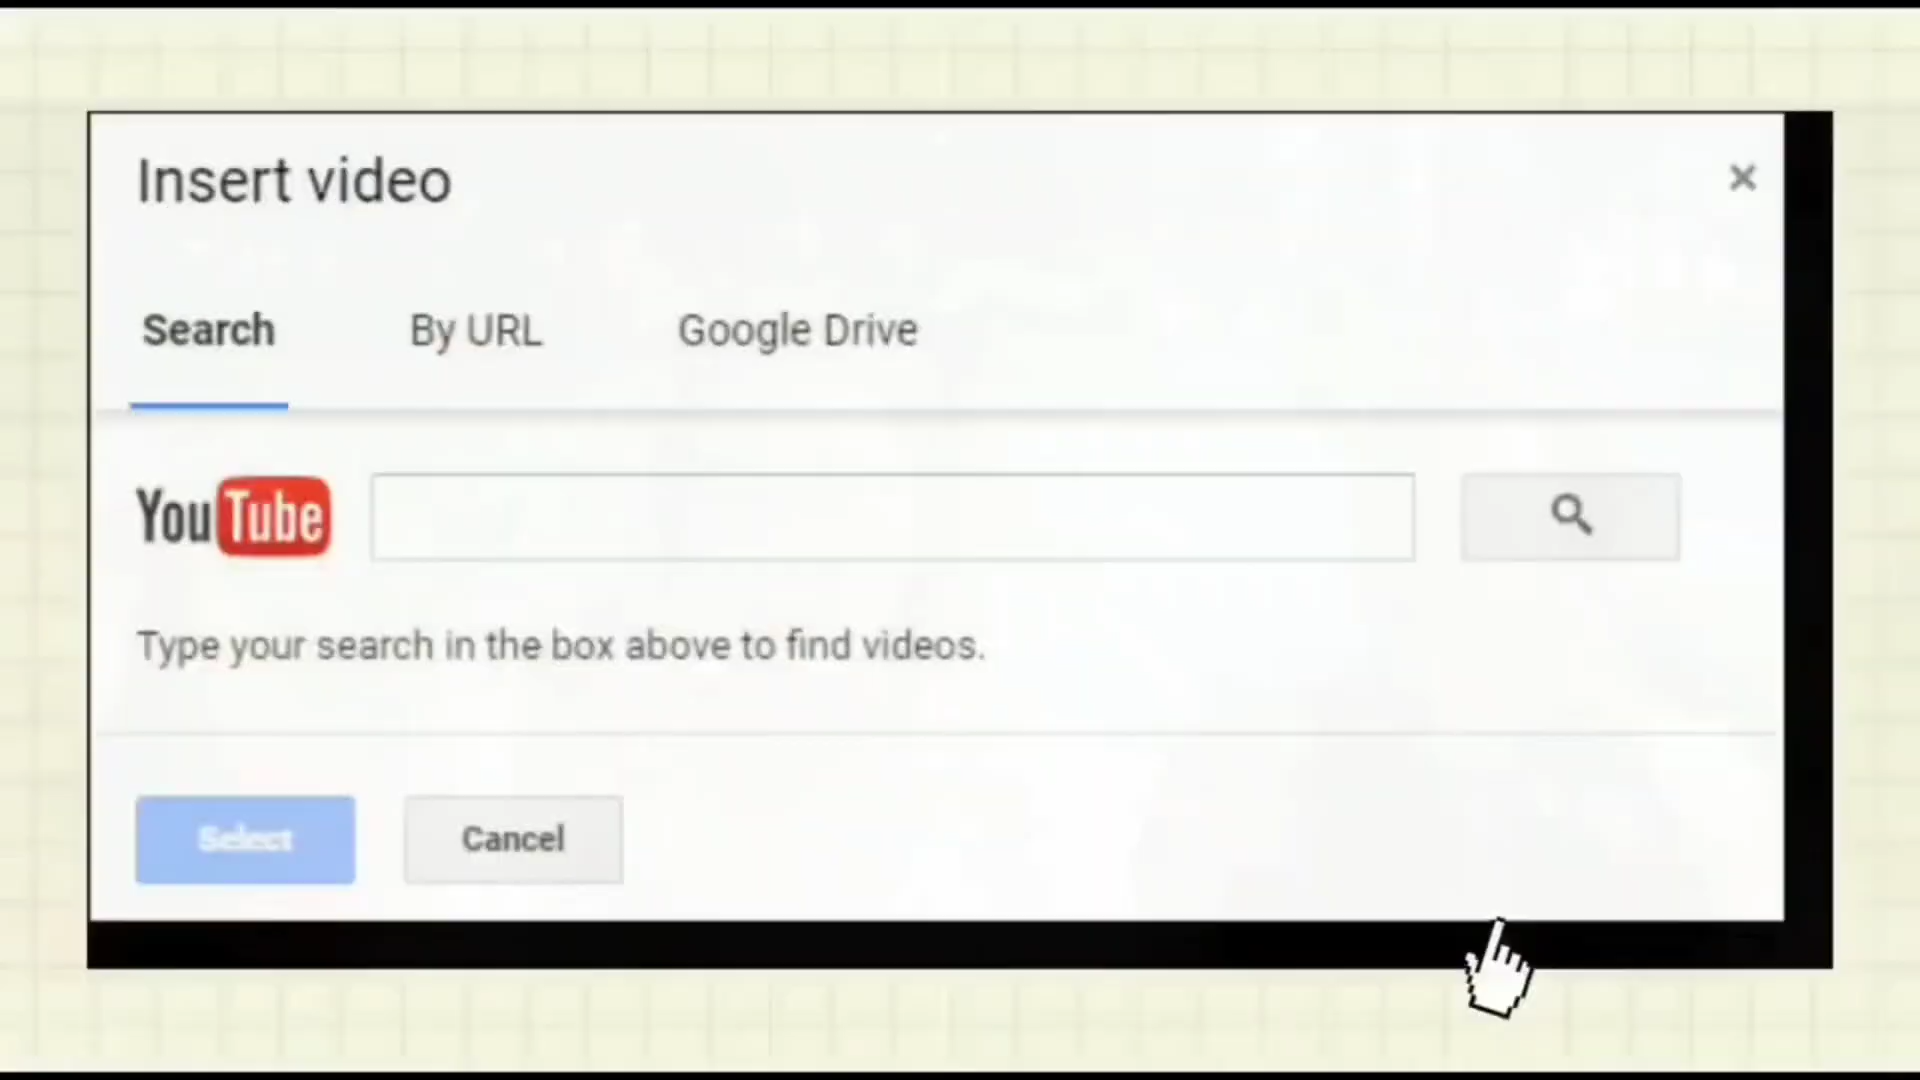 Insert video
Search By URL Google Drive
YouTube
Type your search in the box above to find videos.
Select Cancel